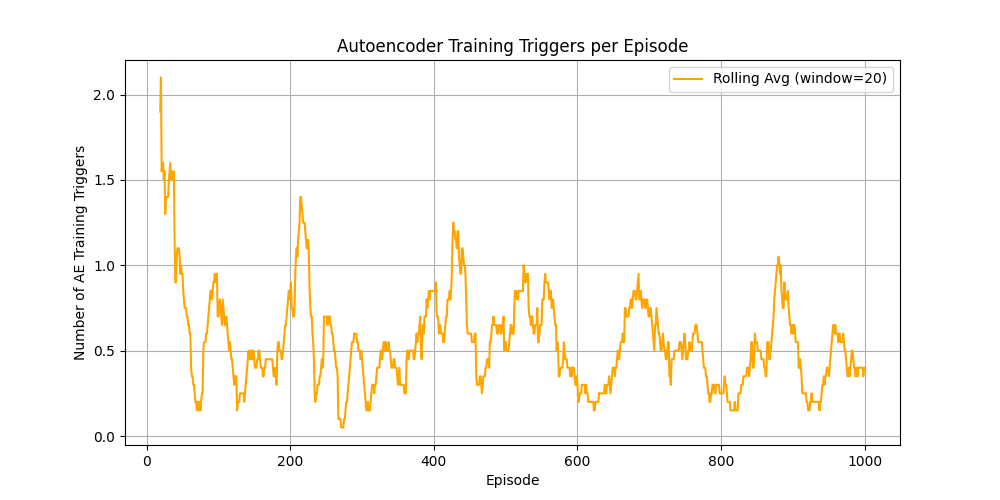 Autoencoder Training Triggers per Episode
Rolling Avg (window=20)
Number of AE Training Triggers
2.0
1.5
1.0
0.5
0.0
0 200 400 600 800 1000
Episode